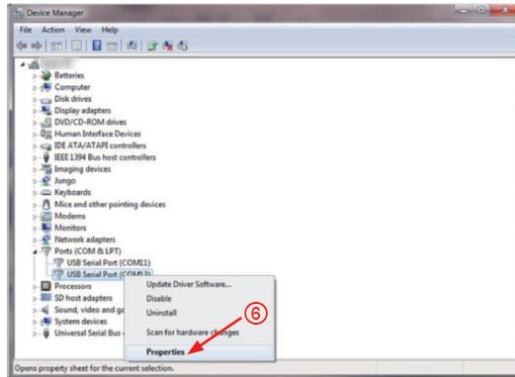 Device Manager
File Action View Help
Batteries
Computer
Disk drives
Display adapters
DVD/CD-ROM drives
Human Interface Devices
IDE ATA/ATAPI controllers
IEEE 1394 Bus host controllers
Imaging devices
Jungo
Keyboards
Mice and other pointing devices
Modems
Monitors
Network adapters
Ports (COM & LPT)
USB Serial Port (COM11)
USB Serial Port (COM12)
Processors
SD host adapters
Sound, video and ga
System devices
Universal Serial Bus
Update Driver Software...
Disable
Uninstall
6
Scan for hardware changes
Properties
Opens property sheet for the current selection.